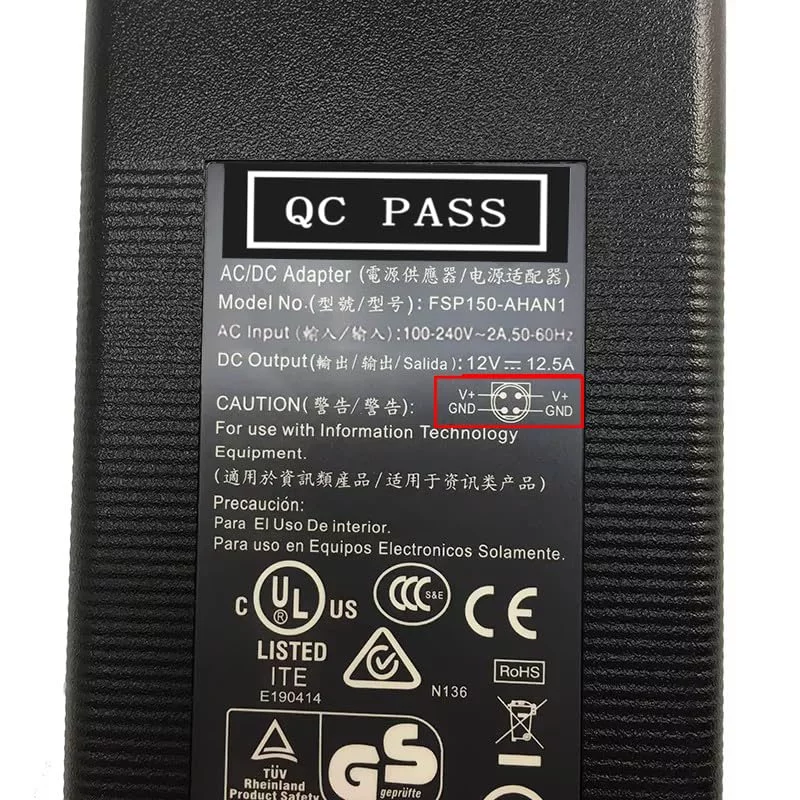 QC PASS
AC/DC Adapter (電源供應器/电源适配器)
Model No.(型號/型号): FSP150-AHAN1
AC Input (輸入/输入):100-240V~2A,50-60Hz
DC Output(輸出/输出/Salida): 12V⎓12.5A
CAUTION(警告/警告):
V+ V+
GND GND
For use with Information Technology
Equipment.
(適用於資訊類產品/适用于资讯类产品)
Precaución:
Para El Uso De interior.
Para uso en Equipos Electronicos Solamente.
C UL US
® 
LISTED
ITE
E190414
CCC S&E
CE
N136
RoHS
TÜV
Rheinland
Product Safety
GS
geprüfte